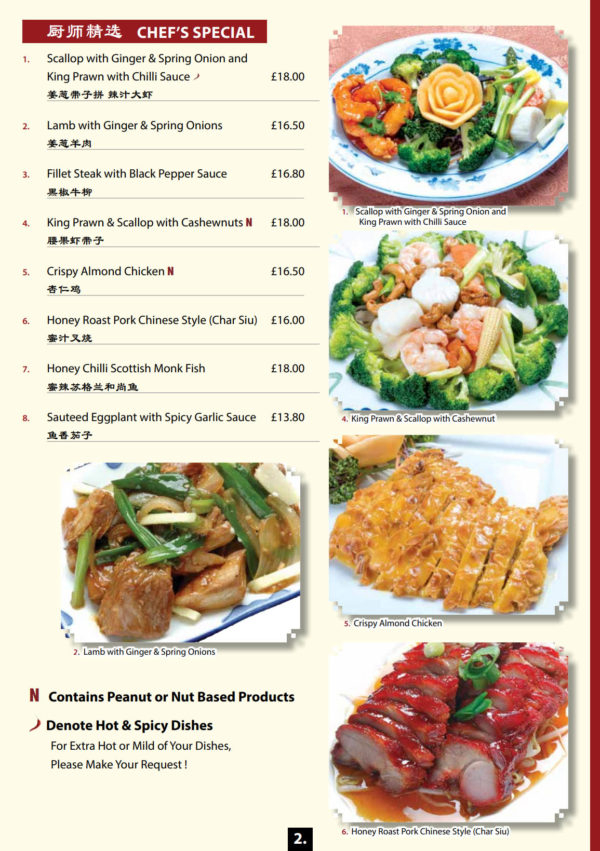 厨师精选 CHEF'S SPECIAL
1. Scallop with Ginger & Spring Onion and
King Prawn with Chilli Sauce £18.00
姜葱带子拼 辣汁大虾
2. Lamb with Ginger & Spring Onions £16.50
姜葱羊肉
3. Fillet Steak with Black Pepper Sauce £16.80
黑椒牛柳
4. King Prawn & Scallop with Cashewnuts N £18.00
腰果虾带子
5. Crispy Almond Chicken N £16.50
杏仁鸡
6. Honey Roast Pork Chinese Style (Char Siu) £16.00
蜜汁叉烧
7. Honey Chilli Scottish Monk Fish £18.00
蜜辣苏格兰和尚鱼
8. Sauteed Eggplant with Spicy Garlic Sauce £13.80
鱼香茄子
2. Lamb with Ginger & Spring Onions
N Contains Peanut or Nut Based Products
Denote Hot & Spicy Dishes
For Extra Hot or Mild of Your Dishes,
Please Make Your Request !
1. Scallop with Ginger & Spring Onion and
King Prawn with Chilli Sauce
4. King Prawn & Scallop with Cashewnut
5. Crispy Almond Chicken
6. Honey Roast Pork Chinese Style (Char Siu)
2.